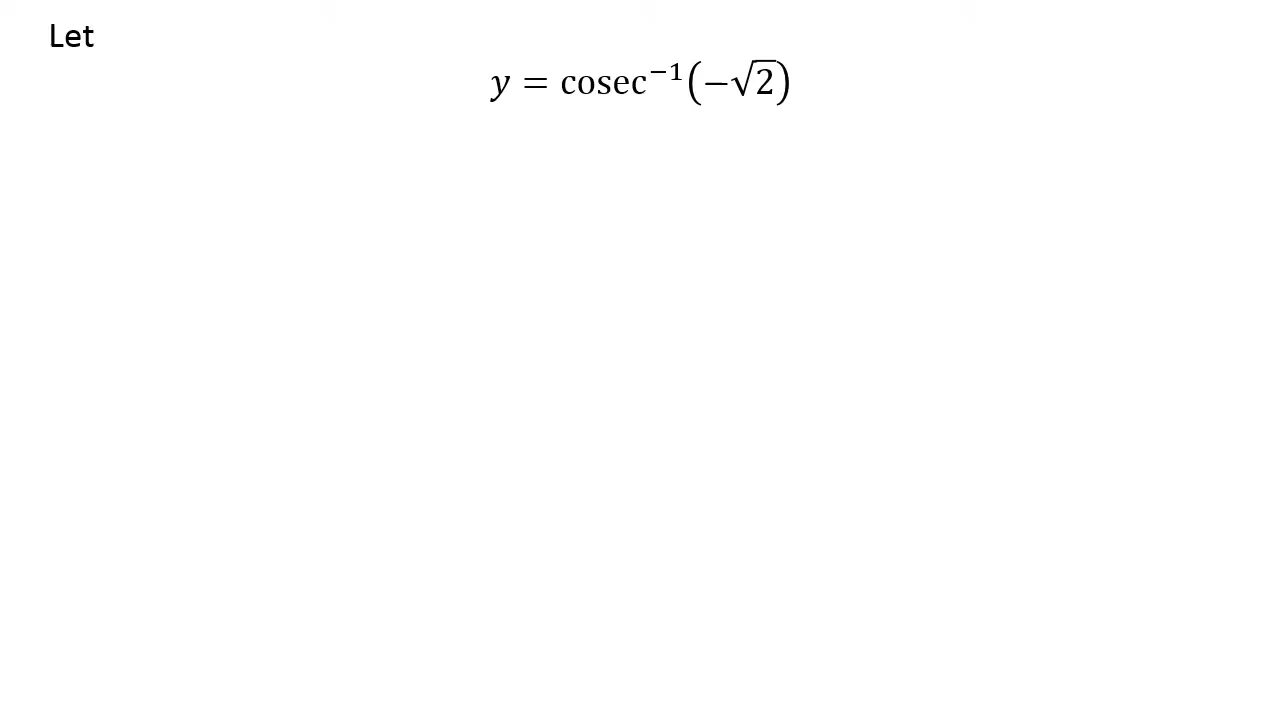 Let
y = cosec⁻¹(−√2)